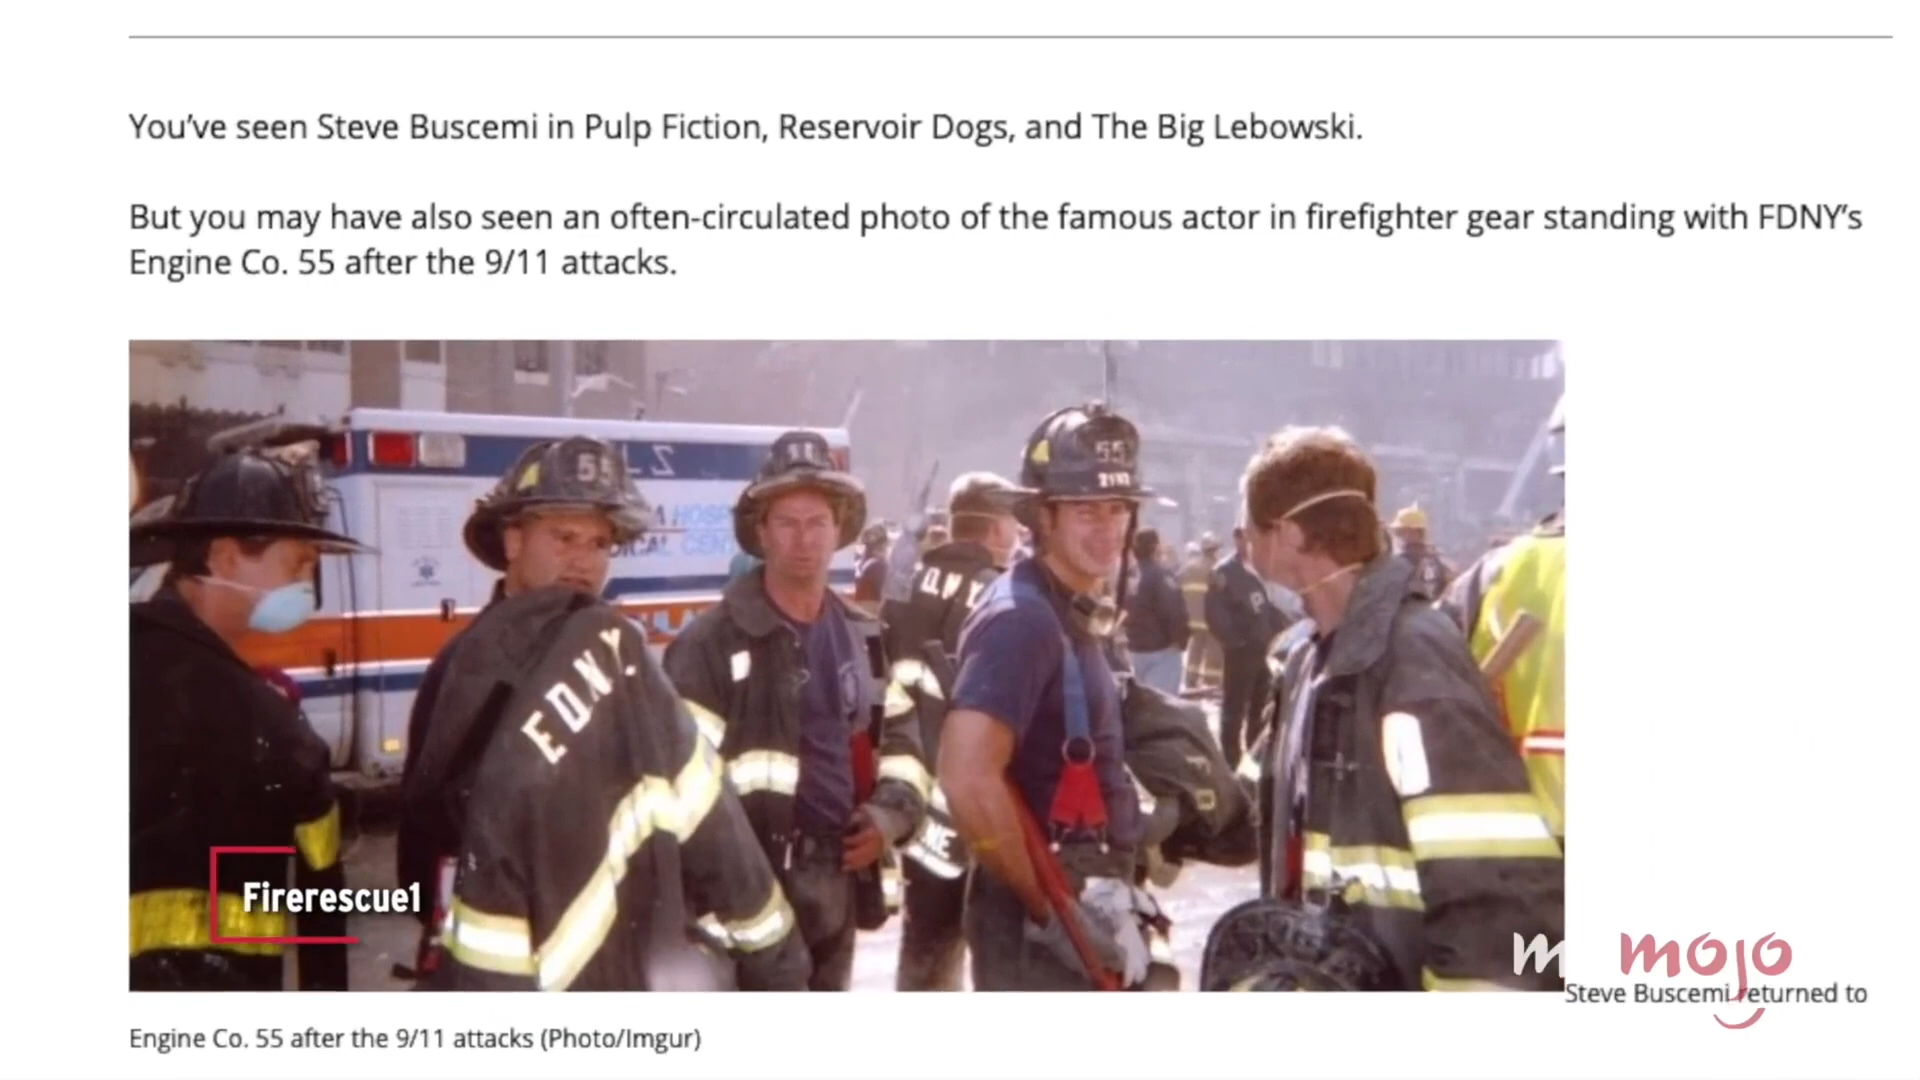 You've seen Steve Buscemi in Pulp Fiction, Reservoir Dogs, and The Big Lebowski.
But you may have also seen an often-circulated photo of the famous actor in firefighter gear standing with FDNY's
Engine Co. 55 after the 9/11 attacks.
55
11
55
HOSP
FDNY
Firerescue1
m mojo
Steve Buscemi returned to
Engine Co. 55 after the 9/11 attacks (Photo/Imgur)